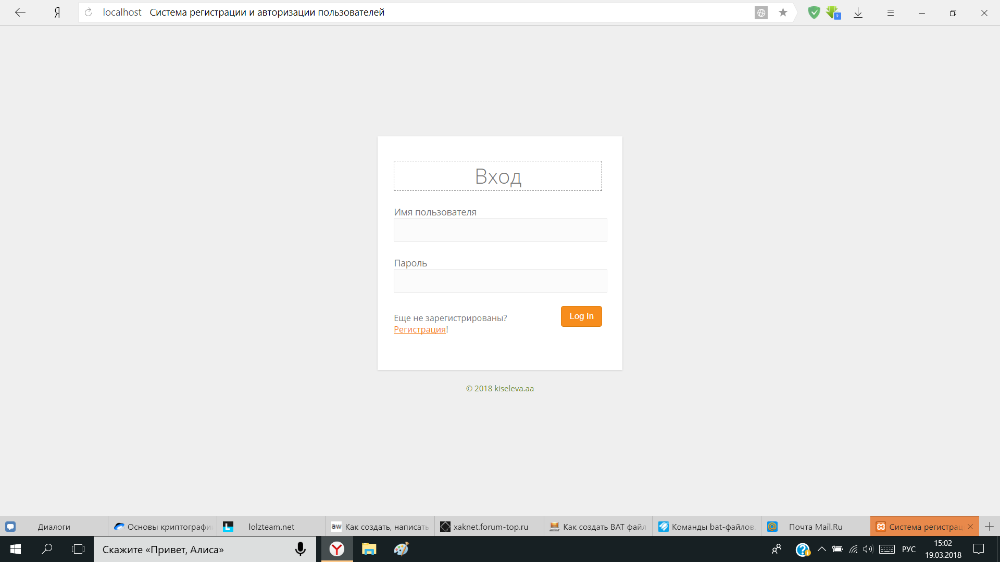 localhost Система регистрации и авторизации пользователей
Вход
Имя пользователя
Пароль
Еще не зарегистрированы?
Регистрация!
Log In
© 2018 kiseleva.aa
Диалоги
Основы криптографи
lolzteam.net
aw Как создать, написать
xaknet.forum-top.ru
Как создать BAT файл
Команды bat-файлов.
Почта Mail.Ru
Система регистрац
Скажите «Привет, Алиса»
РУС
15:02
19.03.2018